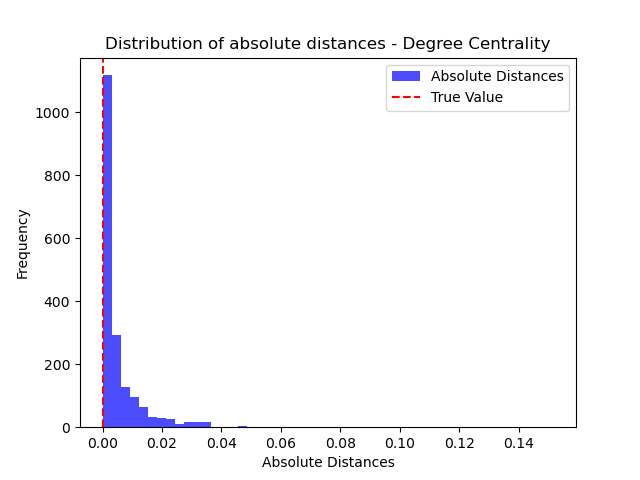 Distribution of absolute distances - Degree Centrality
Absolute Distances
True Value
1000
800
600
400
200
0
Frequency
0.00 0.02 0.04 0.06 0.08 0.10 0.12 0.14
Absolute Distances